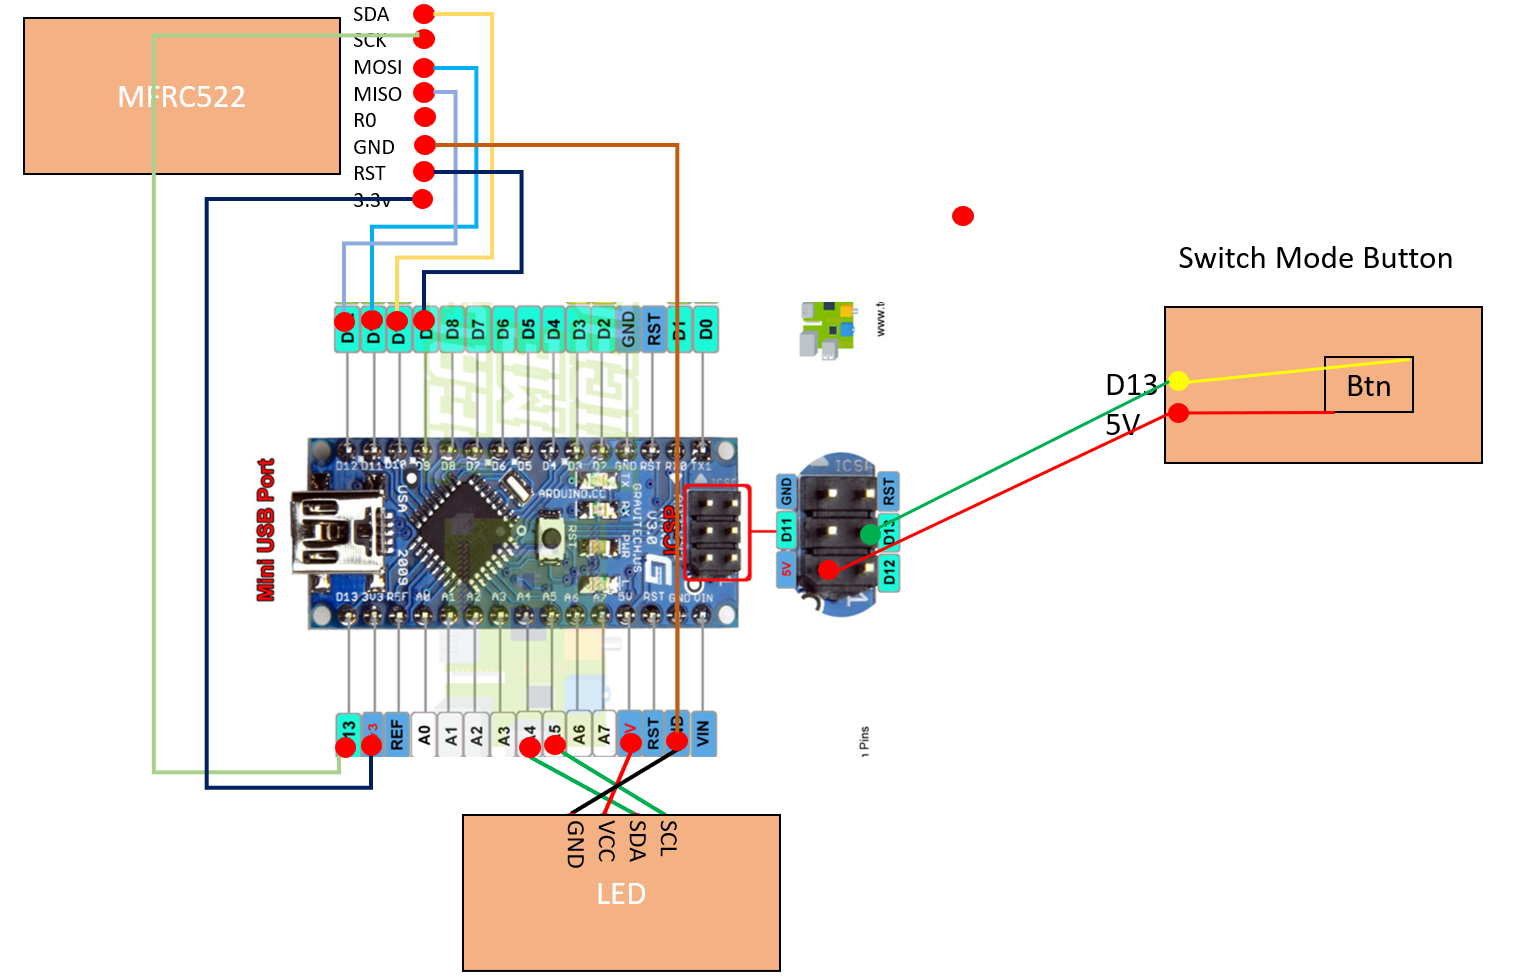 SDA
SCK
MOSI
MISO
R0
GND
RST
3.3v
MFRC522
Switch Mode Button
D13
5V
Btn
D8
D7
D6
D5
D4
D3
D2
GND
RST
D1
D0
www.t
D12
D11
D10
D9
D8
D7
D6
D5
D4
D3
D2
GND
RST
RX0
TX1
Mini USB Port
USA
2009
ARDUINO.CC
GRAVITECH.US
V3.0
RST
TX
RX
PWR
L
ICSP
ICSP
GND
D11
5V
RST
D13
D12
1
D13
3V3
REF
A0
A1
A2
A3
A4
A5
A6
A7
5V
RST
GND
VIN
13
REF
A0
A1
A2
A3
A6
A7
RST
VIN
Pins
GND
VCC
SDA
SCL
LED